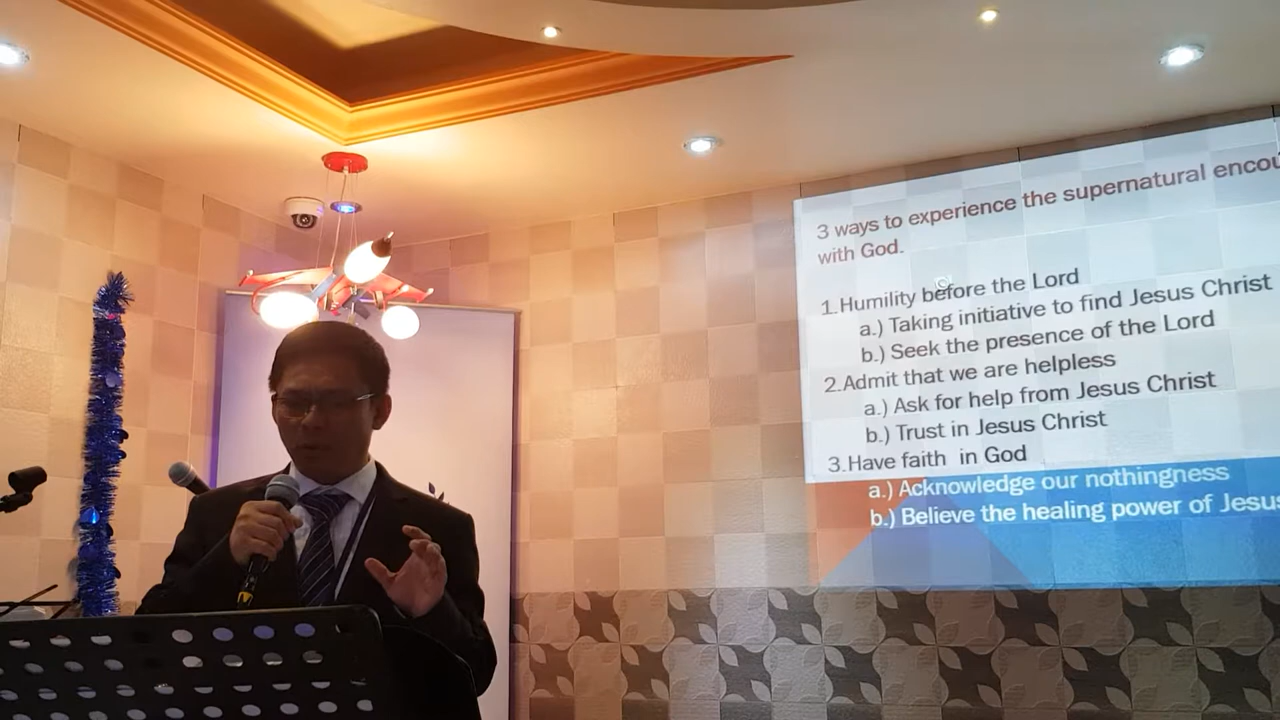 3 ways to experience the supernatural
with God.
1.Humility before the Lord
a.) Taking initiative to find Jesus Christ
b.) Seek the presence of the Lord
2.Admit that we are helpless
a.) Ask for help from Jesus Christ
b.) Trust in Jesus Christ
3.Have faith in God
a.) Acknowledge our nothingness
b.) Believe the healing power of Jesus